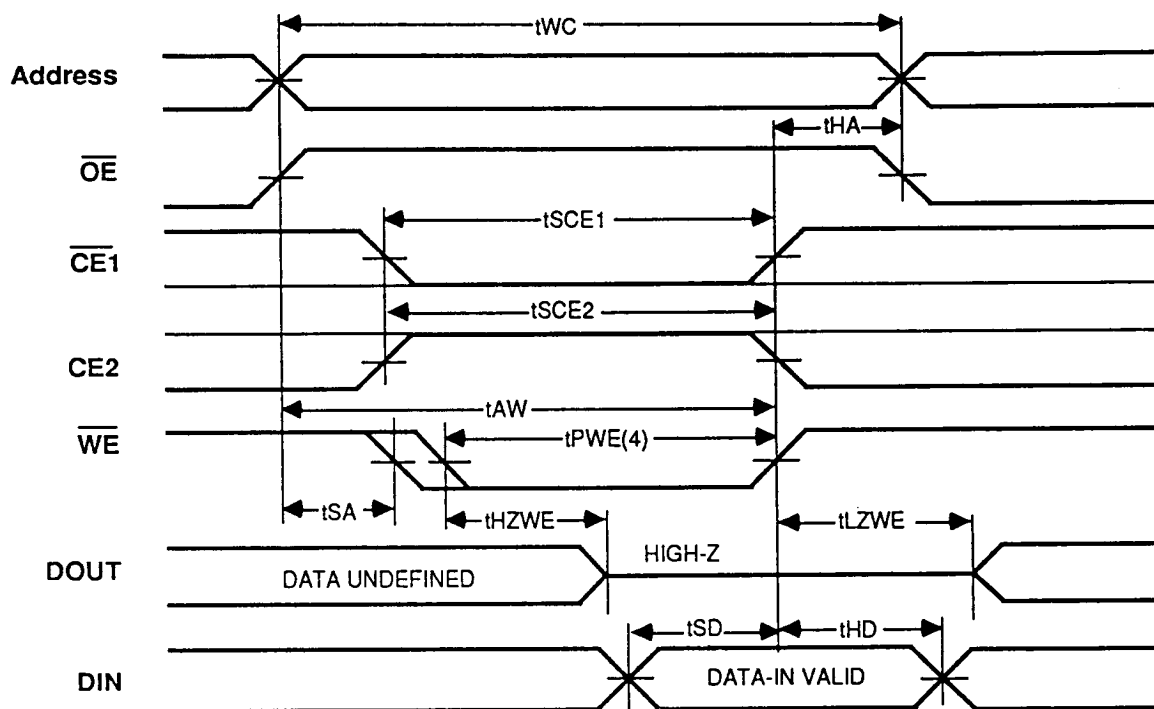 tWC
Address
tHA
OE
tSCE1
CE1
tSCE2
CE2
tAW
WE
tPWE(4)
tSA
tHZWE
tLZWE
DOUT
DATA UNDEFINED
HIGH-Z
tSD
tHD
DIN
DATA-IN VALID